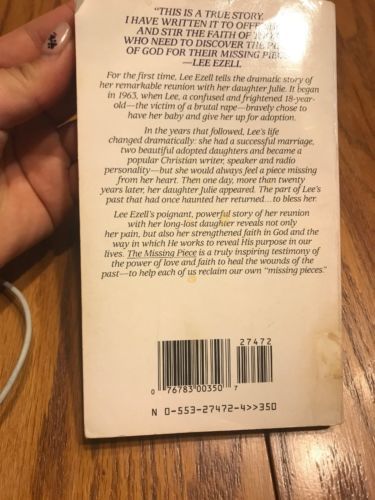 "THIS IS A TRUE STORY.
I HAVE WRITTEN IT TO OFFER
AND STIR THE FAITH OF
WHO NEED TO DISCOVER THE
OF GOD FOR THEIR MISSING
—LEE EZELL
For the first time, Lee Ezell tells the dramatic story of
her remarkable reunion with her daughter Julie. It began
in 1963, when Lee, a confused and frightened 18-year-
old—the victim of a brutal rape—bravely chose to
have her baby and give her up for adoption.
In the years that followed, Lee's life
changed dramatically: she had a successful marriage,
two beautiful adopted daughters and became a
popular Christian writer, speaker and radio
personality—but she would always feel a piece missing
from her heart. Then one day, more than twenty
years later, her daughter Julie appeared. The part of Lee's
past that had once haunted her returned...to bless her.
Lee Ezell's poignant, powerful story of her reunion
with her long-lost daughter reveals not only
her pain, but also her strengthened faith in God and the
way in which He works to reveal His purpose in our
lives. The Missing Piece is a truly inspiring testimony of
the power of love and faith to heal the wounds of the
past—to help each of us reclaim our own "missing pieces."
27472
0 76783 00350 7
N 0-553-27472-4>>350